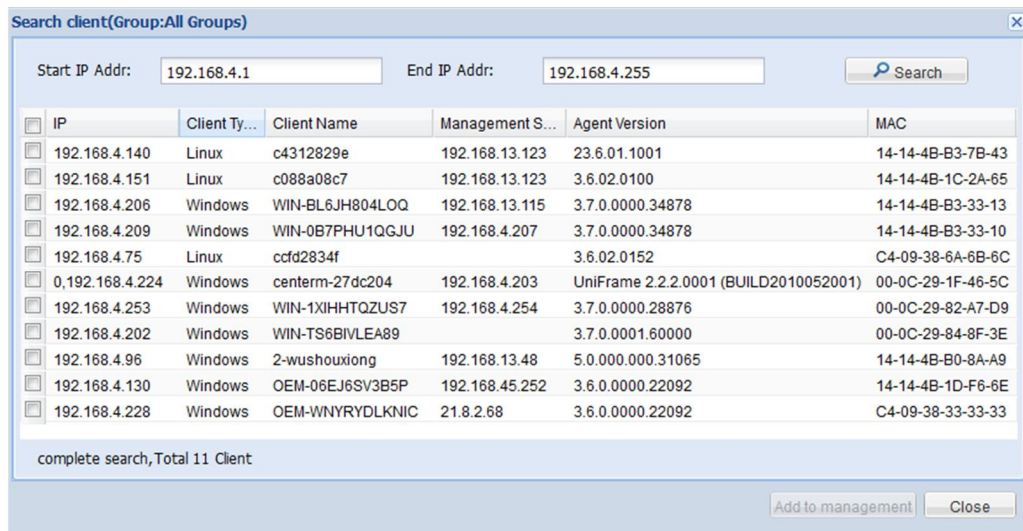 Search client(Group:All Groups)
Start IP Addr: 192.168.4.1 End IP Addr: 192.168.4.255 Search
IP Client Ty... Client Name Management S... Agent Version MAC
192.168.4.140 Linux c4312829e 192.168.13.123 23.6.01.1001 14-14-4B-B3-7B-43
192.168.4.151 Linux c088a08c7 192.168.13.123 3.6.02.0100 14-14-4B-1C-2A-65
192.168.4.206 Windows WIN-BL6JH804LOQ 192.168.13.115 3.7.0.0000.34878 14-14-4B-B3-33-13
192.168.4.209 Windows WIN-0B7PHU1QGJU 192.168.4.207 3.7.0.0000.34878 14-14-4B-B3-33-10
192.168.4.75 Linux ccfd2834f 3.6.02.0152 C4-09-38-6A-6B-6C
0,192.168.4.224 Windows centerm-27dc204 192.168.4.203 UniFrame 2.2.2.0001 (BUILD2010052001) 00-0C-29-1F-46-5C
192.168.4.253 Windows WIN-1XIHHTQZUS7 192.168.4.254 3.7.0.0000.28876 00-0C-29-82-A7-D9
192.168.4.202 Windows WIN-TS6BIVLEA89 3.7.0.0001.60000 00-0C-29-84-8F-3E
192.168.4.96 Windows 2-wushouxiong 192.168.13.48 5.0.000.000.31065 14-14-4B-B0-8A-A9
192.168.4.130 Windows OEM-06EJ6SV3B5P 192.168.45.252 3.6.0.0000.22092 14-14-4B-1D-F6-6E
192.168.4.228 Windows OEM-WNYRYDLKNIC 21.8.2.68 3.6.0.0000.22092 C4-09-38-33-33-33
complete search,Total 11 Client
Add to management Close